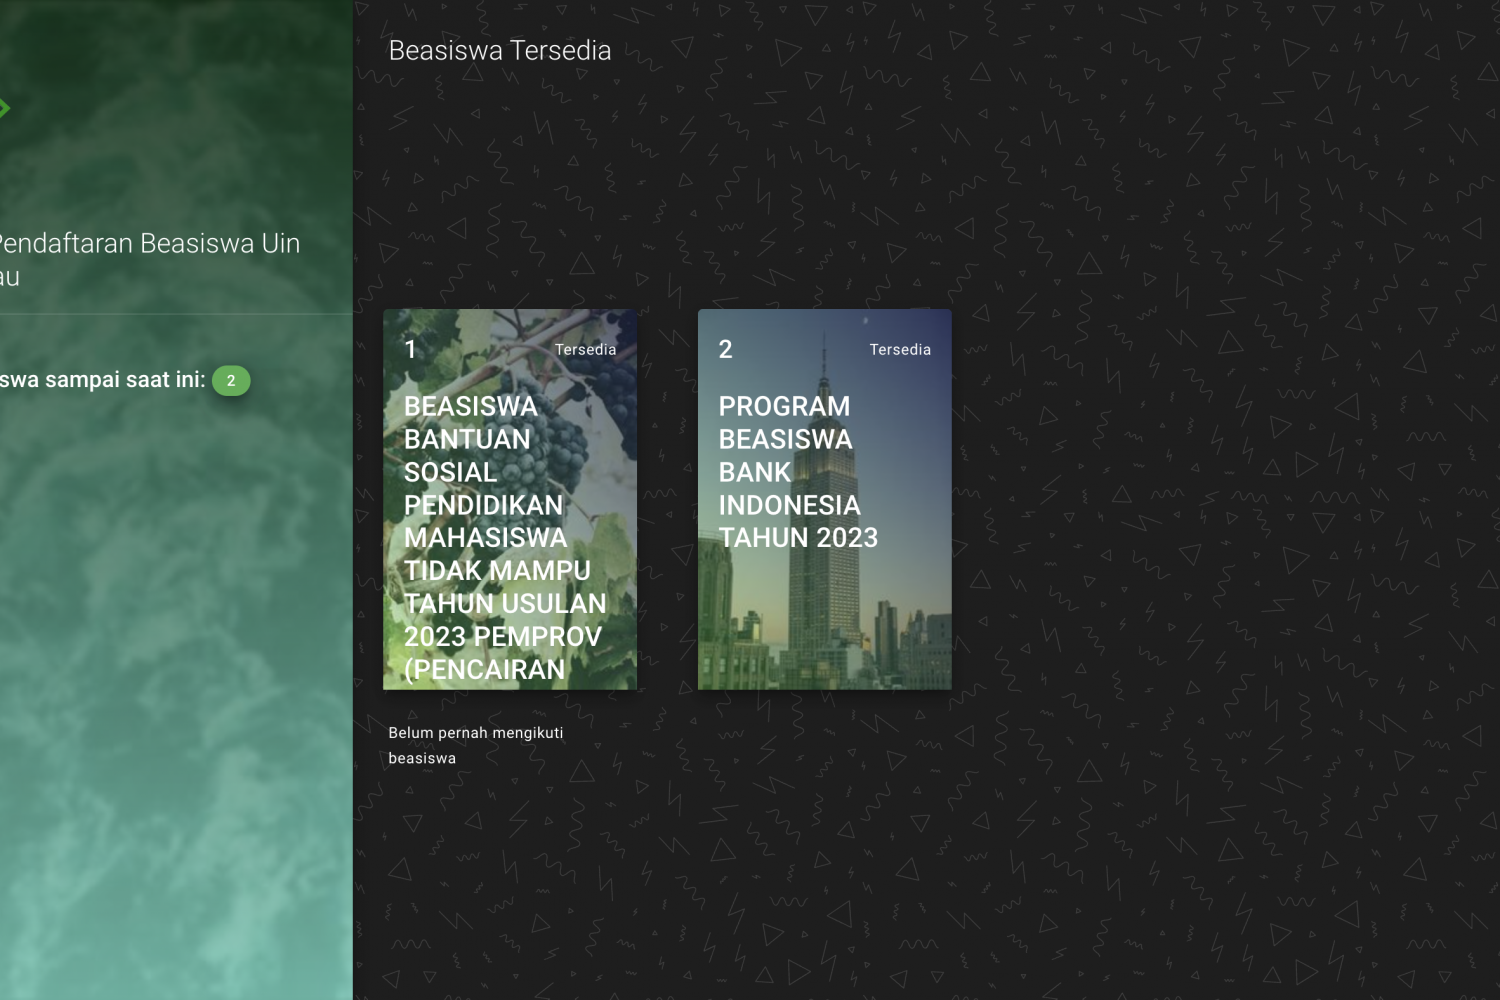 Pendaftaran Beasiswa Uin
au
swa sampai saat ini: 2
Beasiswa Tersedia
1 Tersedia
BEASISWA
BANTUAN
SOSIAL
PENDIDIKAN
MAHASISWA
TIDAK MAMPU
TAHUN USULAN
2023 PEMPROV
(PENCAIRAN
2 Tersedia
PROGRAM
BEASISWA
BANK
INDONESIA
TAHUN 2023
Belum pernah mengikuti
beasiswa